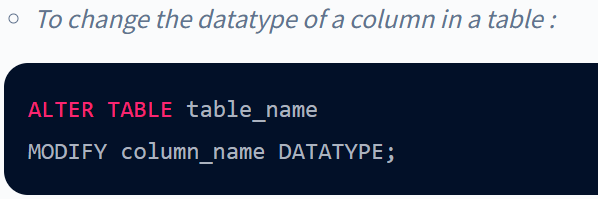 To change the datatype of a column in a table :
ALTER TABLE table_name
MODIFY column_name DATATYPE;